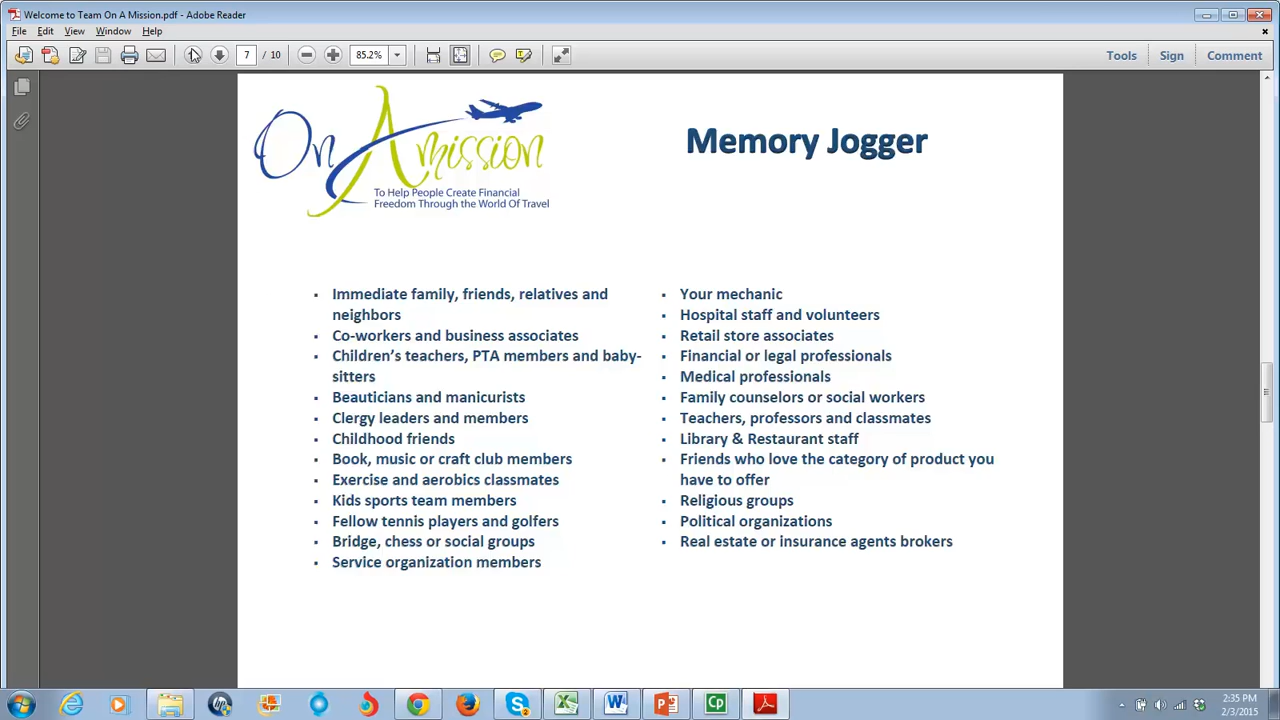 Welcome to Team On A Mission.pdf - Adobe Reader
File Edit View Window Help
7 / 10 85.2% Tools Sign Comment
On A mission
To Help People Create Financial
Freedom Through the World Of Travel
Memory Jogger
▪ Immediate family, friends, relatives and
neighbors
▪ Co-workers and business associates
▪ Children’s teachers, PTA members and baby-
sitters
▪ Beauticians and manicurists
▪ Clergy leaders and members
▪ Childhood friends
▪ Book, music or craft club members
▪ Exercise and aerobics classmates
▪ Kids sports team members
▪ Fellow tennis players and golfers
▪ Bridge, chess or social groups
▪ Service organization members
▪ Your mechanic
▪ Hospital staff and volunteers
▪ Retail store associates
▪ Financial or legal professionals
▪ Medical professionals
▪ Family counselors or social workers
▪ Teachers, professors and classmates
▪ Library & Restaurant staff
▪ Friends who love the category of product you
have to offer
▪ Religious groups
▪ Political organizations
▪ Real estate or insurance agents brokers
2:35 PM
2/3/2015